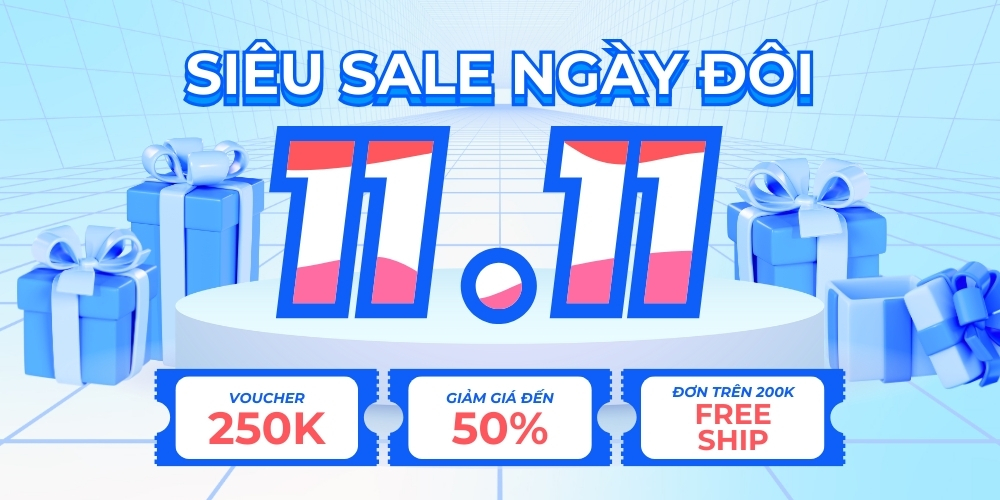 SIÊU SALE NGÀY ĐÔI
11.11
VOUCHER
250K
GIẢM GIÁ ĐẾN
50%
ĐƠN TRÊN 200K
FREE
SHIP